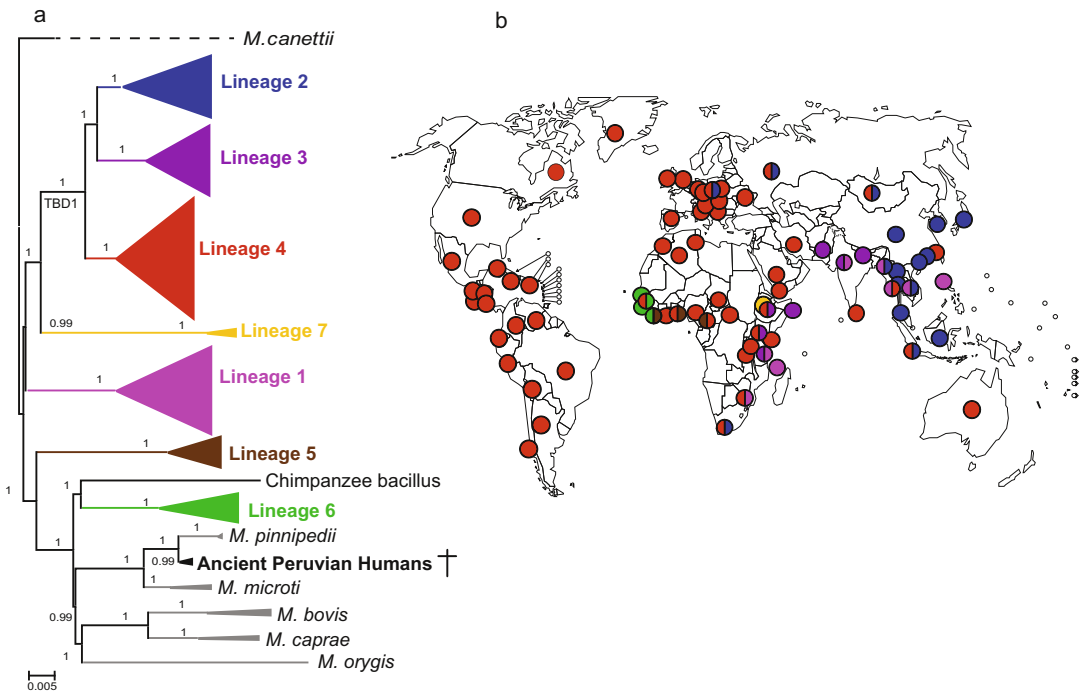 a
b
M.canettii
1
Lineage 2
1
1
Lineage 3
1
TBD1
1
Lineage 4
1
0.99
1
Lineage 7
1
Lineage 1
1
Lineage 5
1
1
Chimpanzee bacillus
1
Lineage 6
1
1
M. pinnipedii
1
0.99
Ancient Peruvian Humans †
1
M. microti
0.99
1
1
M. bovis
1
M. caprae
1
M. orygis
0.005